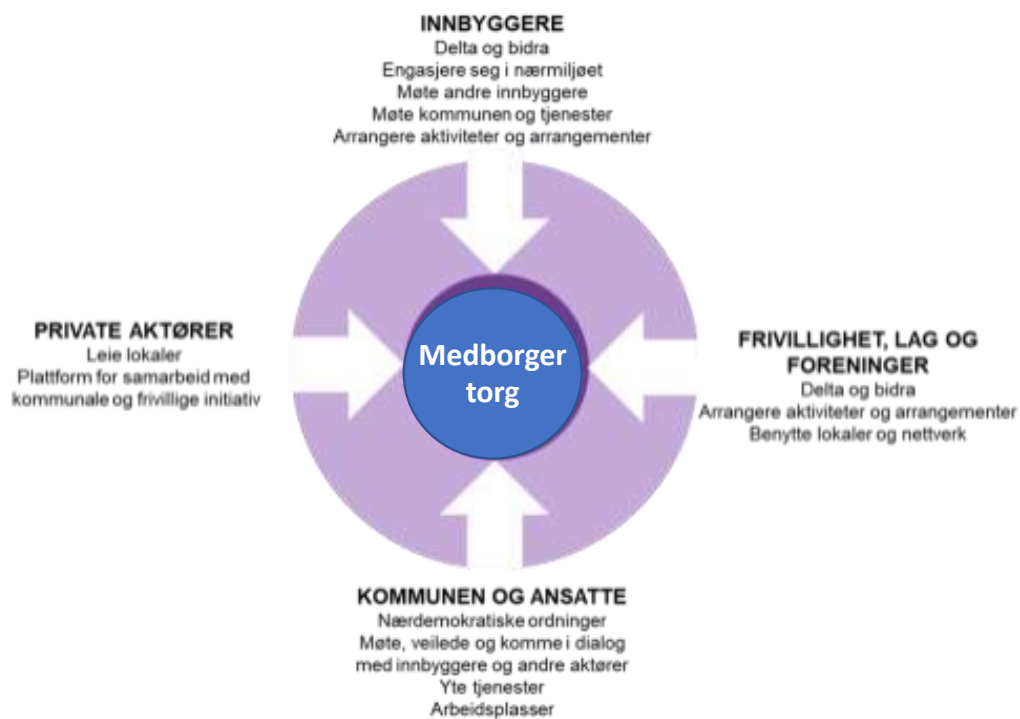 INNBYGGERE
Delta og bidra
Engasjere seg i nærmiljøet
Møte andre innbyggere
Møte kommunen og tjenester
Arrangere aktiviteter og arrangementer
PRIVATE AKTØRER
Leie lokaler
Plattform for samarbeid med
kommunale og frivillige initiativ
Medborger
torg
FRIVILLIGHET, LAG OG
FORENINGER
Delta og bidra
Arrangere aktiviteter og arrangementer
Benytte lokaler og nettverk
KOMMUNEN OG ANSATTE
Nærdemokratiske ordninger
Møte, veilede og komme i dialog
med innbyggere og andre aktører
Yte tjenester
Arbeidsplasser